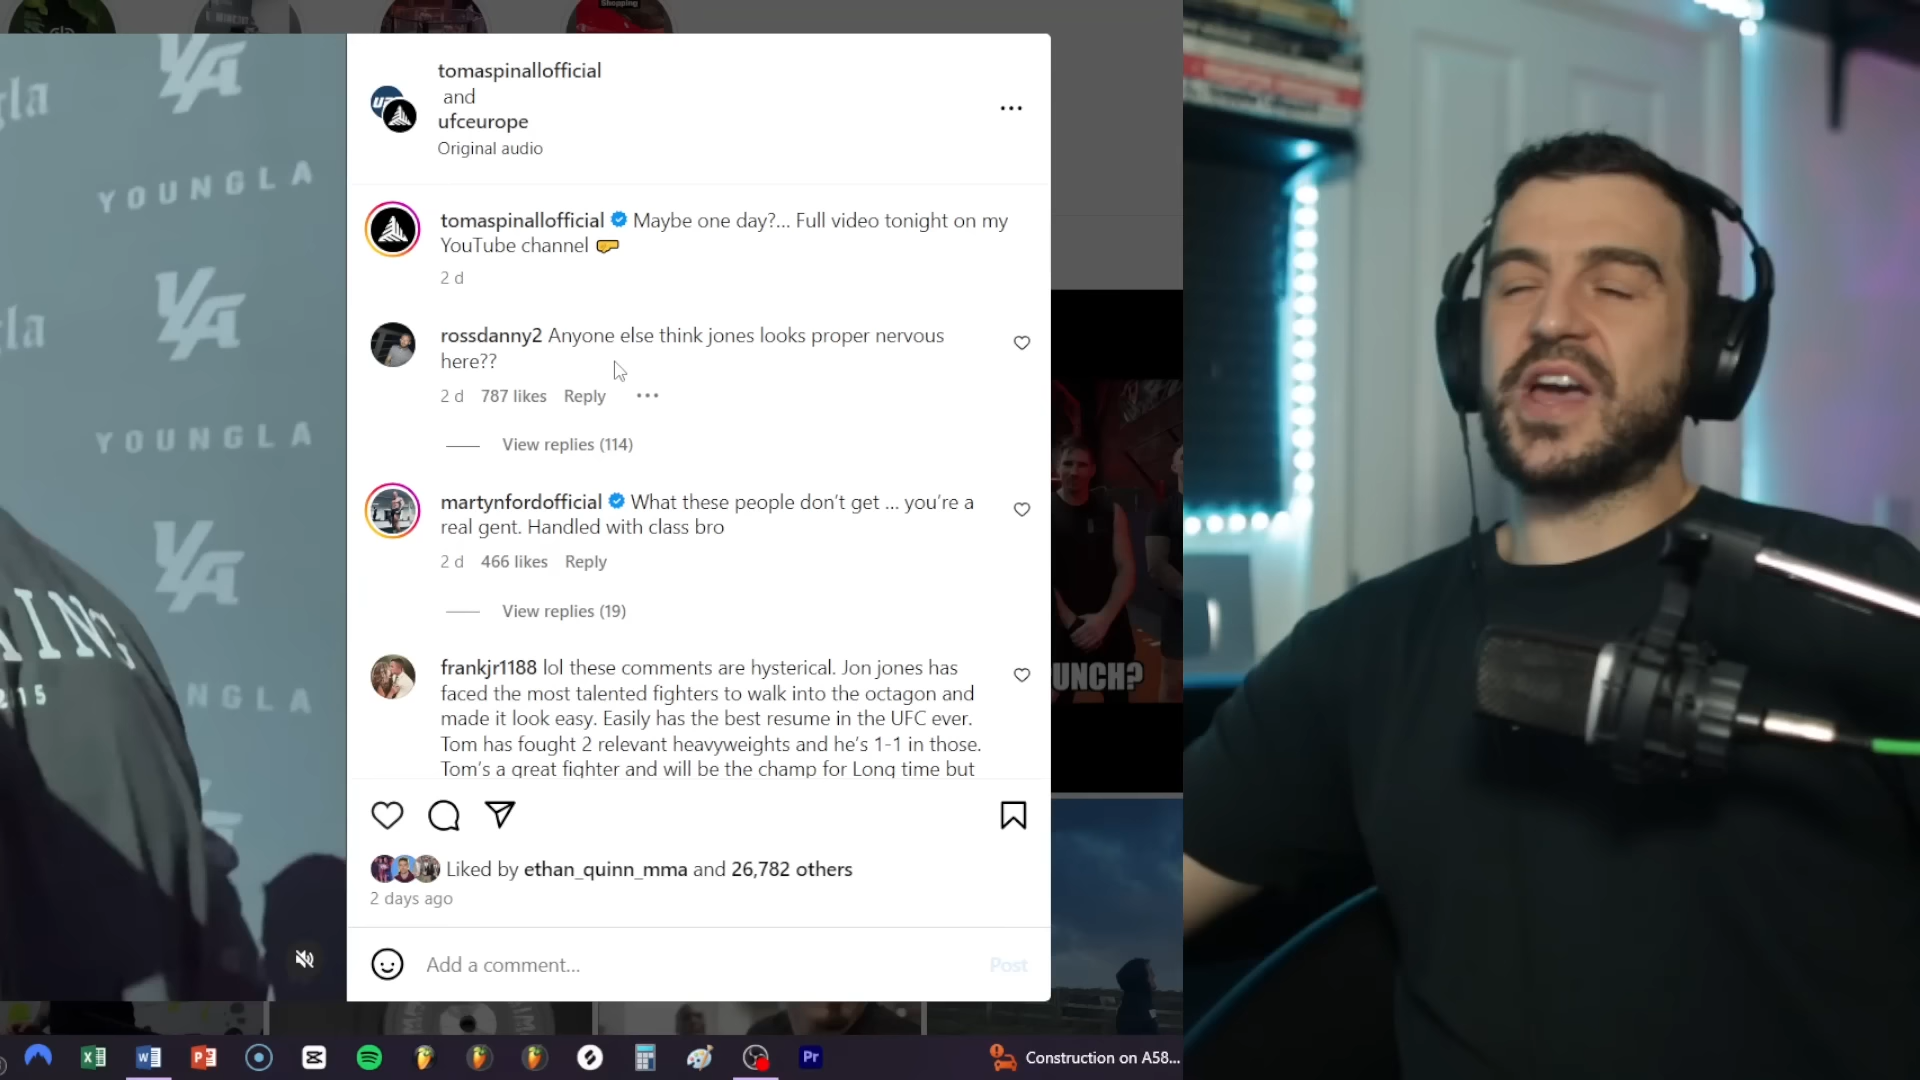 Shopping
YOUNGLA
YOUNGLA
NGLA
215
tomaspinallofficial
and
ufceurope
Original audio
tomaspinallofficial Maybe one day?... Full video tonight on my
YouTube channel 🤛
2 d
rossdanny2 Anyone else think jones looks proper nervous
here??
2 d 787 likes Reply
View replies (114)
martynfordofficial What these people don't get ... you're a
real gent. Handled with class bro
2 d 466 likes Reply
View replies (19)
frankjr1188 lol these comments are hysterical. Jon jones has
faced the most talented fighters to walk into the octagon and
made it look easy. Easily has the best resume in the UFC ever.
Tom has fought 2 relevant heavyweights and he's 1-1 in those.
Tom's a great fighter and will be the champ for Long time but
UNCH?
Liked by ethan_quinn_mma and 26,782 others
2 days ago
Add a comment...
Post
Construction on A58...
Pr